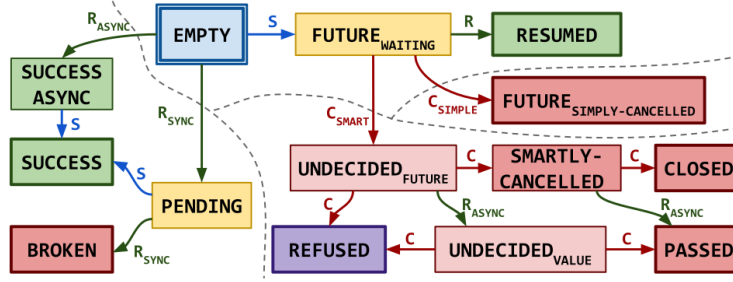 R_ASYNC
EMPTY
S
FUTURE_WAITING
R
RESUMED
SUCCESS
ASYNC
R_SYNC
C_SMART
C_SIMPLE
FUTURE_SIMPLY-CANCELLED
S
SUCCESS
S
UNDECIDED_FUTURE
C
SMARTLY-
CANCELLED
C
CLOSED
PENDING
C
R_ASYNC
R_ASYNC
BROKEN
R_SYNC
REFUSED
C
UNDECIDED_VALUE
C
PASSED